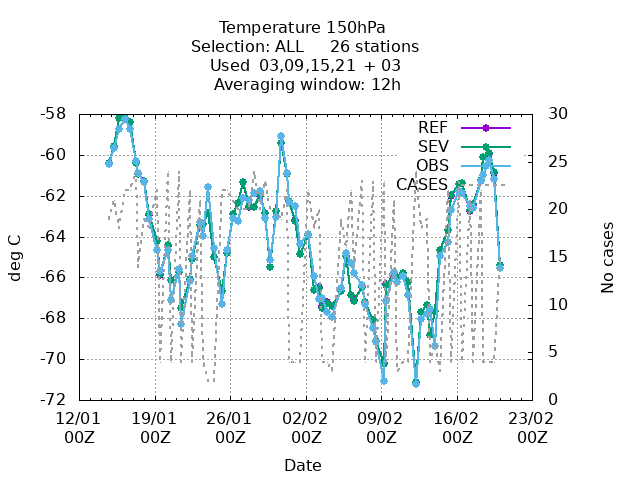 Temperature 150hPa
Selection: ALL     26 stations
Used  03,09,15,21 + 03
Averaging window: 12h
REF
SEV
OBS
CASES
-58
-60
-62
-64
-66
-68
-70
-72
30
25
20
15
10
5
0
deg C
No cases
12/01 19/01 26/01 02/02 09/02 16/02 23/02
00Z 00Z 00Z 00Z 00Z 00Z 00Z
Date